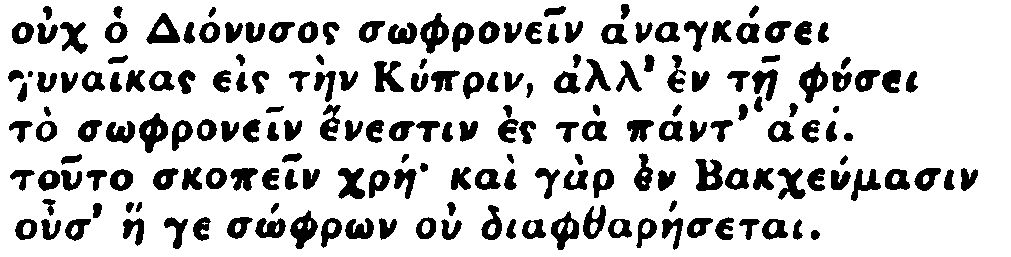 οὐχ ὁ Διόνυσος σωφρονεῖν ἀναγκάσει
γυναῖκας εἰς τὴν Κύπριν, ἀλλ' ἐν τῇ φύσει
τὸ σωφρονεῖν ἔνεστιν ἐς τὰ πάντ' ἀεί.
τοῦτο σκοπεῖν χρή· καὶ γὰρ ἐν Βακχεύμασιν
οὖσ' ἥ γε σώφρων οὐ διαφθαρήσεται.